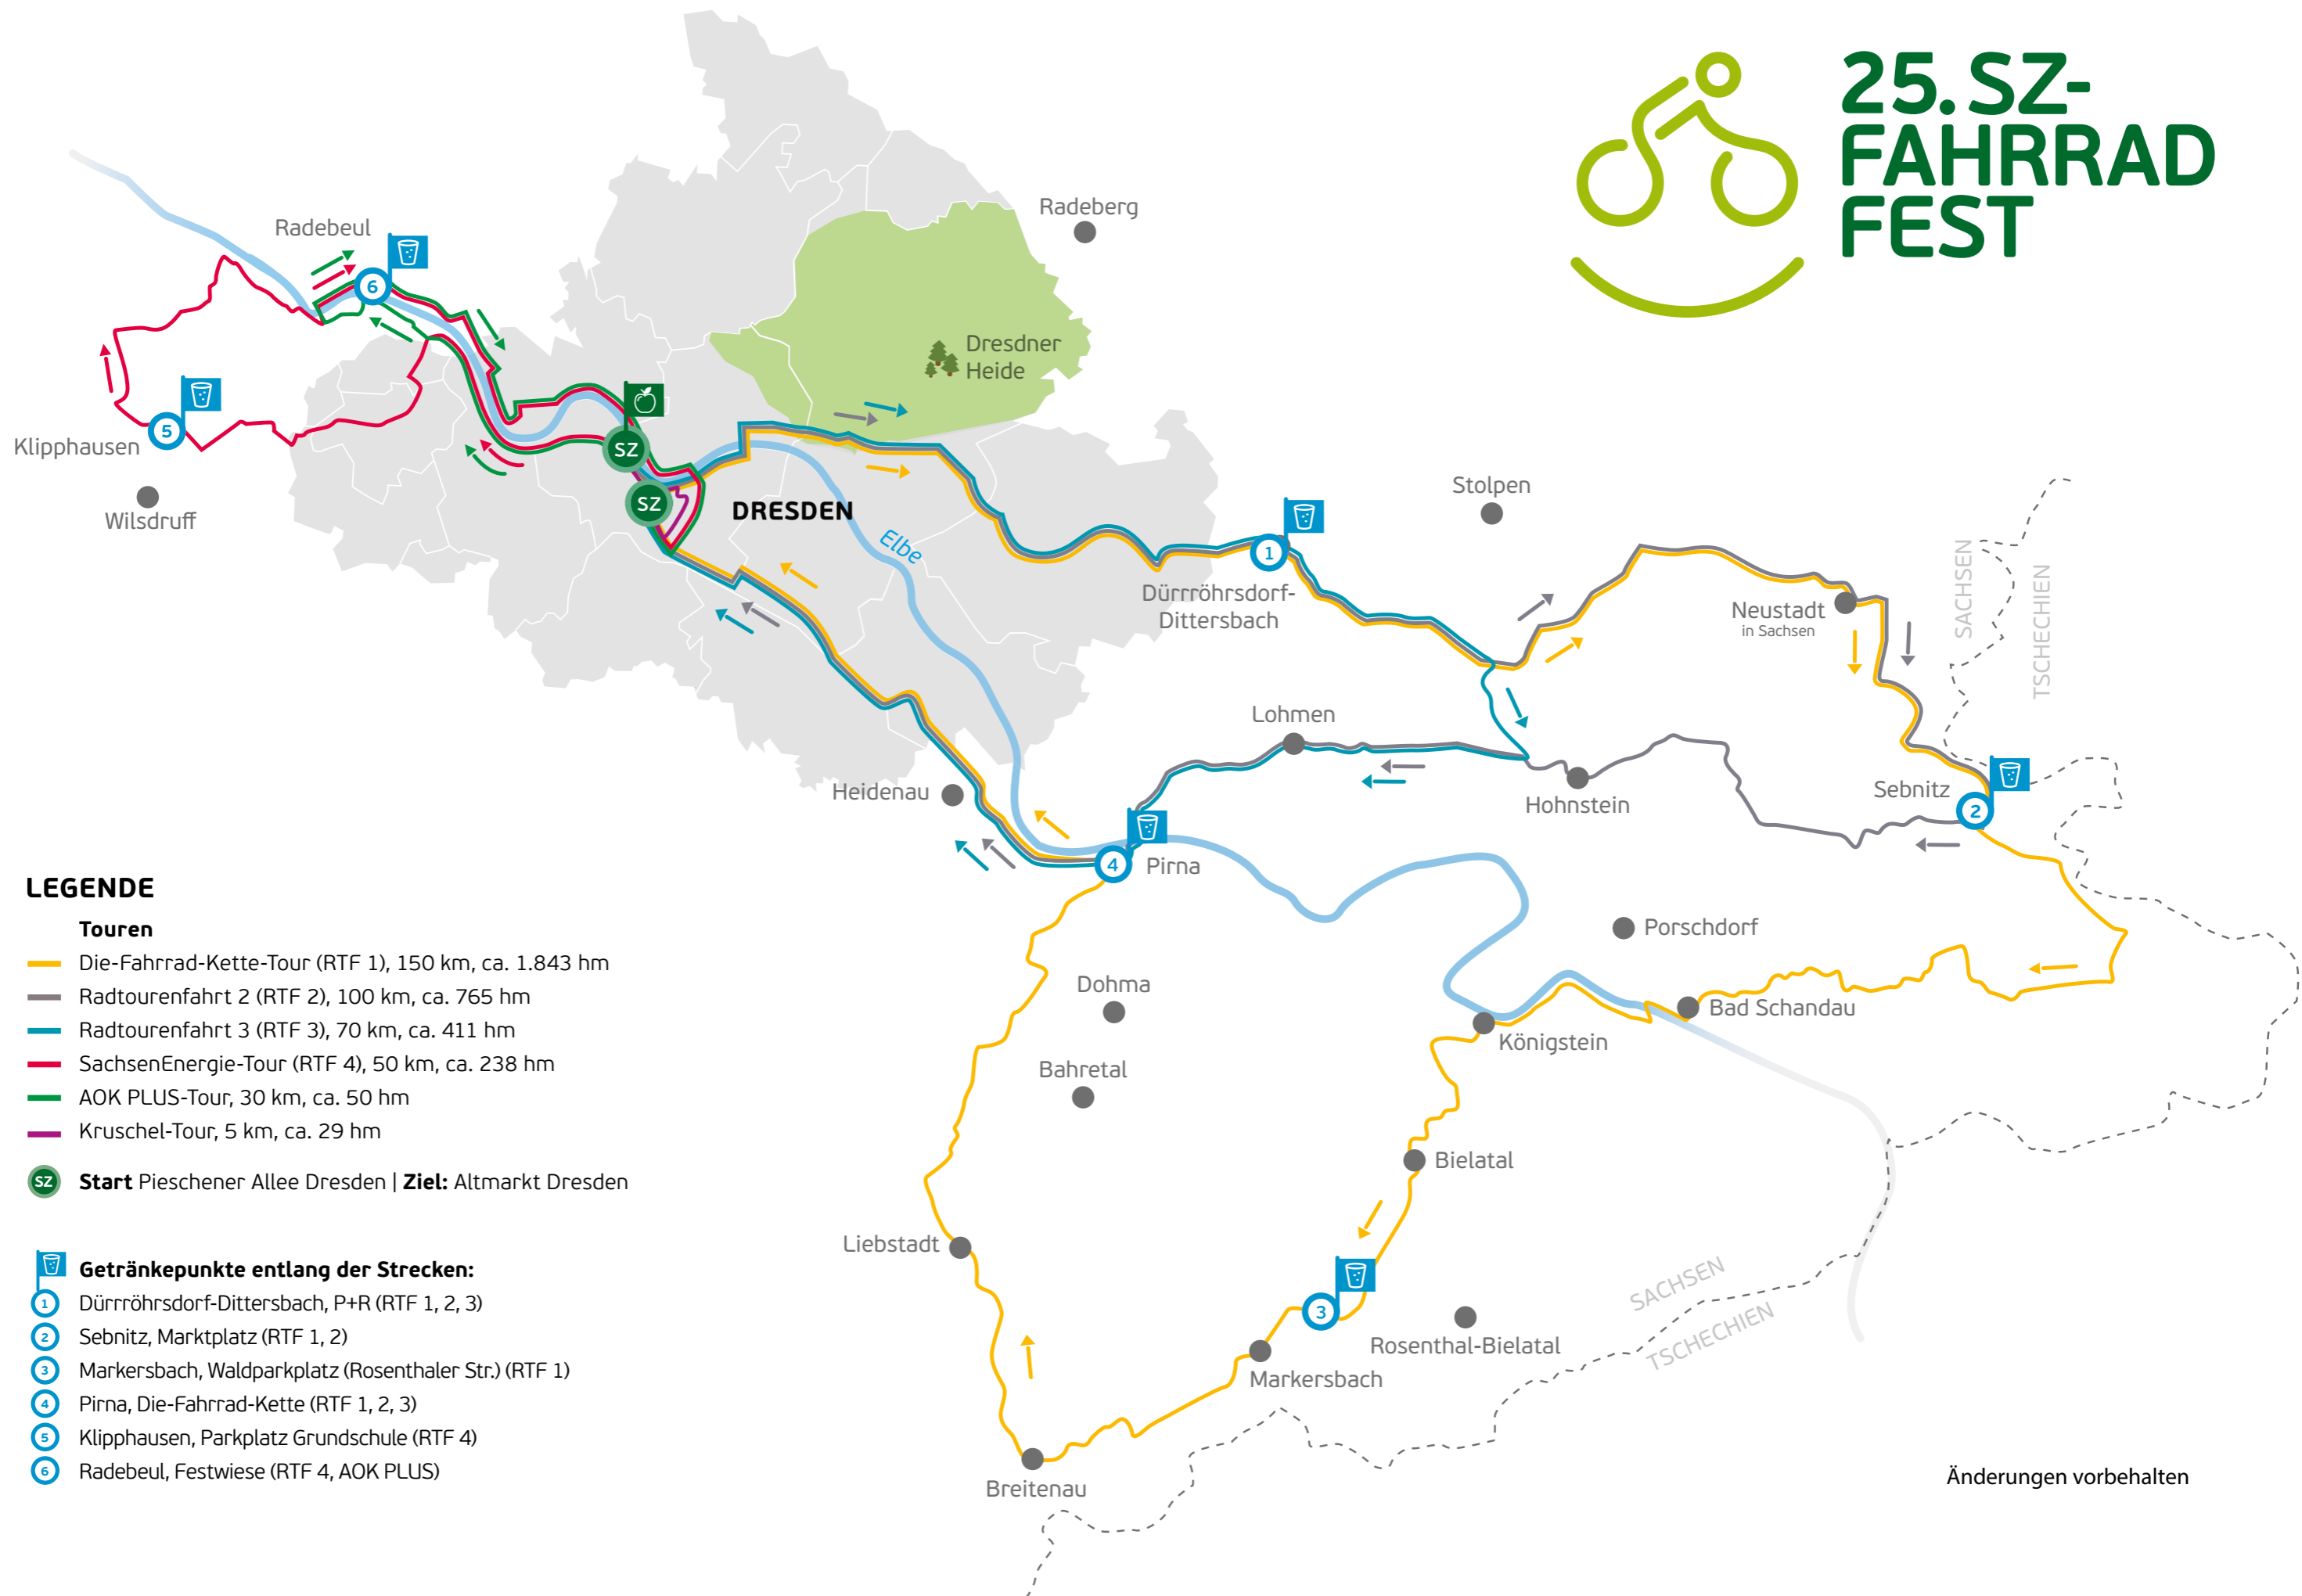 25. SZ-
FAHRRAD
FEST
Radeberg
Radebeul
6
Dresdner
Heide
5
Klipphausen
SZ
SZ
DRESDEN
Wilsdruff
Elbe
Stolpen
1
Dürrröhrsdorf-
Dittersbach
Neustadt
in Sachsen
SACHSEN
TSCHECHIEN
Lohmen
Heidenau
Hohnstein
Sebnitz
2
4
Pirna
Porschdorf
Dohma
Bad Schandau
Königstein
Bahretal
Bielatal
Liebstadt
3
Rosenthal-Bielatal
Markersbach
SACHSEN
TSCHECHIEN
Breitenau
LEGENDE
Touren
Die-Fahrrad-Kette-Tour (RTF 1), 150 km, ca. 1.843 hm
Radtourenfahrt 2 (RTF 2), 100 km, ca. 765 hm
Radtourenfahrt 3 (RTF 3), 70 km, ca. 411 hm
SachsenEnergie-Tour (RTF 4), 50 km, ca. 238 hm
AOK PLUS-Tour, 30 km, ca. 50 hm
Kruschel-Tour, 5 km, ca. 29 hm
SZ Start Pieschener Allee Dresden | Ziel: Altmarkt Dresden
Getränkepunkte entlang der Strecken:
1 Dürrröhrsdorf-Dittersbach, P+R (RTF 1, 2, 3)
2 Sebnitz, Marktplatz (RTF 1, 2)
3 Markersbach, Waldparkplatz (Rosenthaler Str.) (RTF 1)
4 Pirna, Die-Fahrrad-Kette (RTF 1, 2, 3)
5 Klipphausen, Parkplatz Grundschule (RTF 4)
6 Radebeul, Festwiese (RTF 4, AOK PLUS)
Änderungen vorbehalten